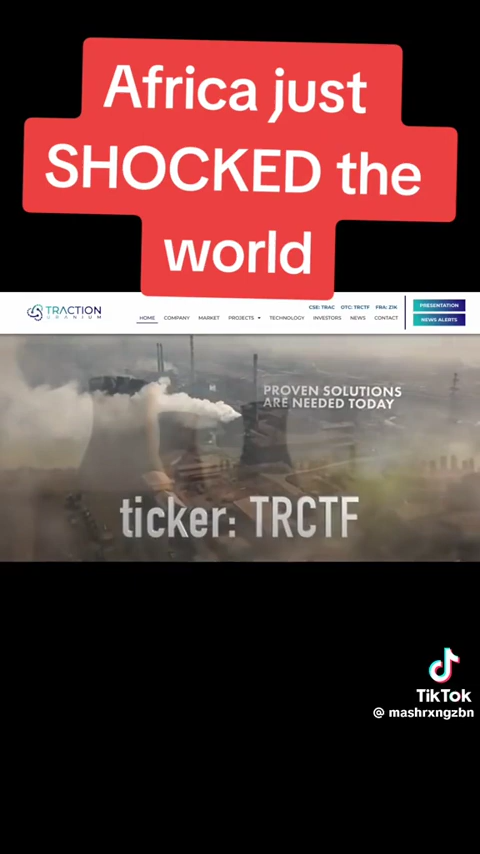 Africa just
SHOCKED the
world
CSE: TRAC OTC: TRCTF FRA: Z1K
PRESENTATION
TRACTION
URANIUM
HOME COMPANY MARKET PROJECTS TECHNOLOGY INVESTORS NEWS CONTACT
NEWS ALERTS
PROVEN SOLUTIONS
ARE NEEDED TODAY
ticker: TRCTF
TikTok
@ mashrxngzbn